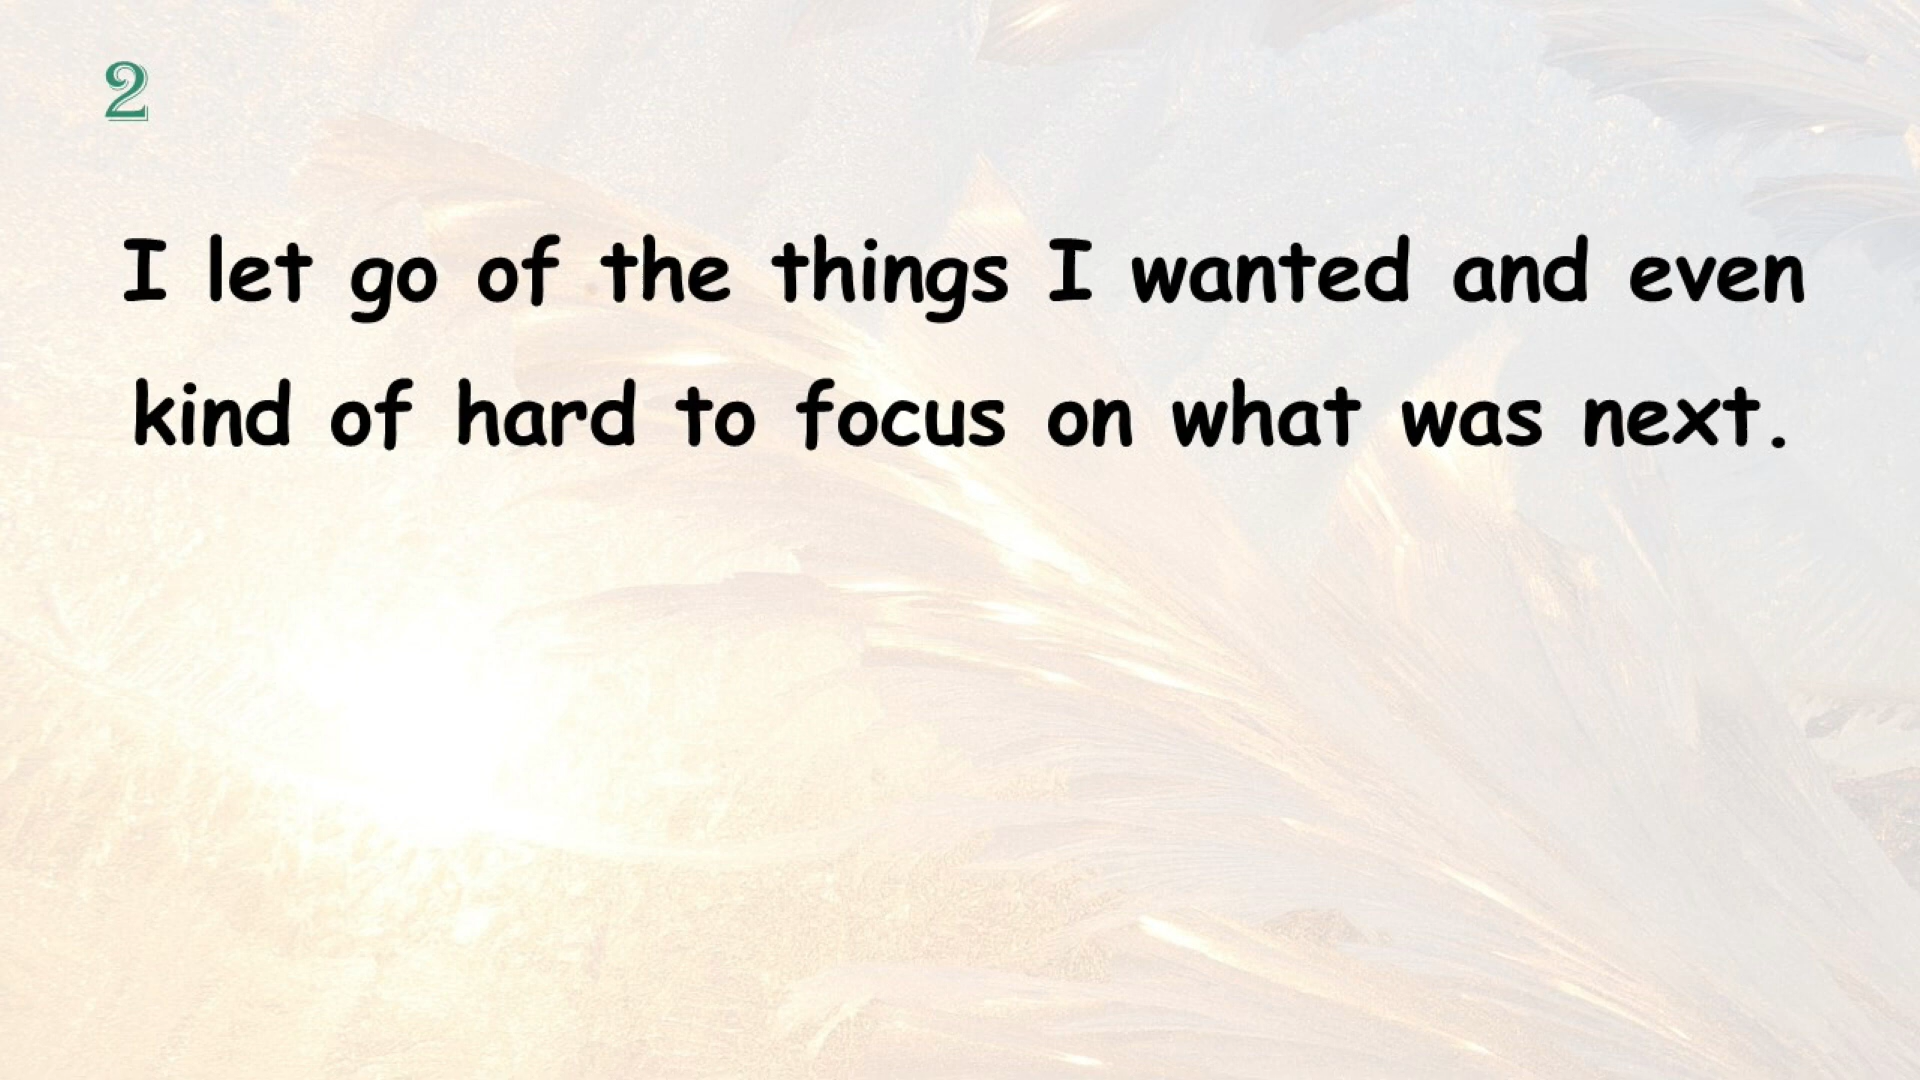 2
I let go of the things I wanted and even
kind of hard to focus on what was next.